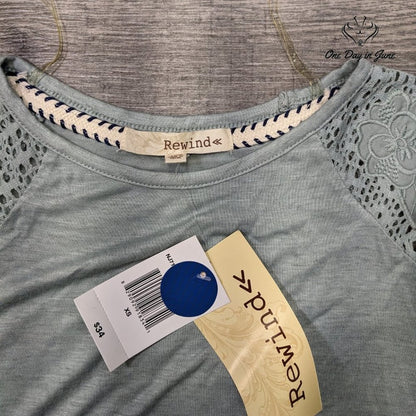 One Day in June
Rewind
XS
$34
Rewind